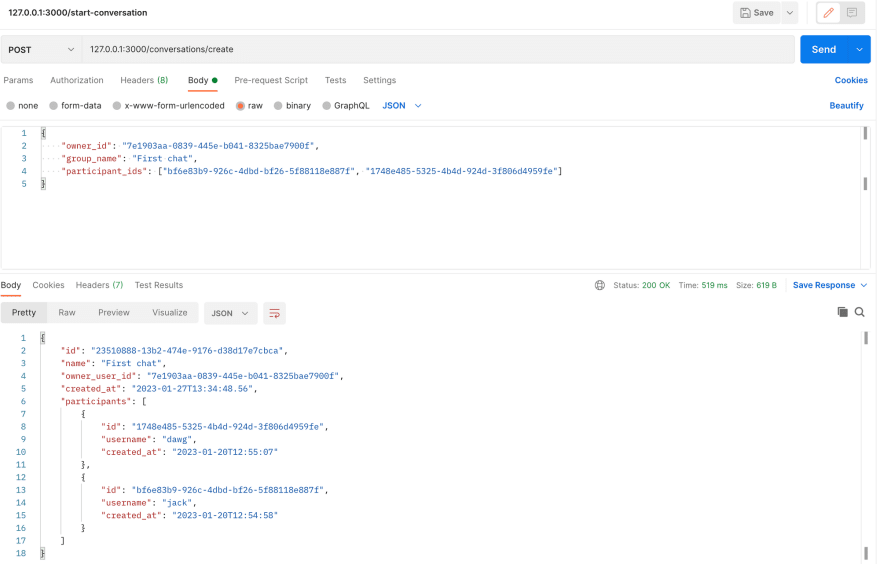 127.0.0.1:3000/start-conversation Save
POST 127.0.0.1:3000/conversations/create Send
Params Authorization Headers (8) Body Pre-request Script Tests Settings Cookies
none form-data x-www-form-urlencoded raw binary GraphQL JSON Beautify
1 {
2 "owner_id": "7e1903aa-0839-445e-b041-8325bae7900f",
3 "group_name": "First chat",
4 "participant_ids": ["bf6e83b9-926c-4dbd-bf26-5f88118e887f", "1748e485-5325-4b4d-924d-3f806d4959fe"]
5 }
Body Cookies Headers (7) Test Results Status: 200 OK Time: 519 ms Size: 619 B Save Response
Pretty Raw Preview Visualize JSON
1 {
2 "id": "23510888-13b2-474e-9176-d38d17e7cbca",
3 "name": "First chat",
4 "owner_user_id": "7e1903aa-0839-445e-b041-8325bae7900f",
5 "created_at": "2023-01-27T13:34:48.56",
6 "participants": [
7 {
8 "id": "1748e485-5325-4b4d-924d-3f806d4959fe",
9 "username": "dawg",
10 "created_at": "2023-01-20T12:55:07"
11 },
12 {
13 "id": "bf6e83b9-926c-4dbd-bf26-5f88118e887f",
14 "username": "jack",
15 "created_at": "2023-01-20T12:54:58"
16 }
17 ]
18 }